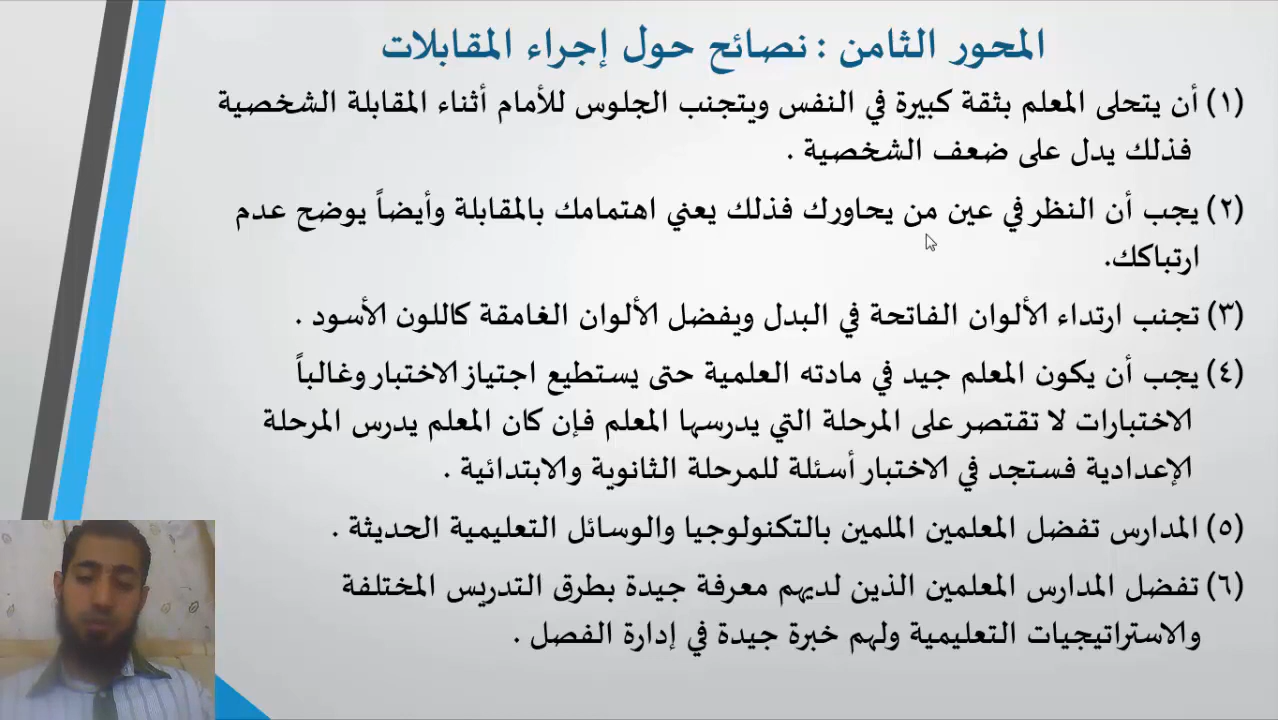 المحور الثامن : نصائح حول إجراء المقابلات
(١) أن يتحلى المعلم بثقة كبيرة في النفس ويتجنب الجلوس للأمام أثناء المقابلة الشخصية
فذلك يدل على ضعف الشخصية .
(٢) يجب أن النظر في عين من يحاورك فذلك يعني اهتمامك بالمقابلة وأيضاً يوضح عدم
ارتباكك.
(٣) تجنب ارتداء الألوان الفاتحة في البدل ويفضل الألوان الغامقة كاللون الأسود .
(٤) يجب أن يكون المعلم جيد في مادته العلمية حتى يستطيع اجتياز الاختبار وغالباً
الاختبارات لا تقتصر على المرحلة التي يدرسها المعلم فإن كان المعلم يدرس المرحلة
الإعدادية فستجد في الاختبار أسئلة للمرحلة الثانوية والابتدائية .
(٥) المدارس تفضل المعلمين الملمين بالتكنولوجيا والوسائل التعليمية الحديثة .
(٦) تفضل المدارس المعلمين الذين لديهم معرفة جيدة بطرق التدريس المختلفة
والاستراتيجيات التعليمية ولهم خبرة جيدة في إدارة الفصل .